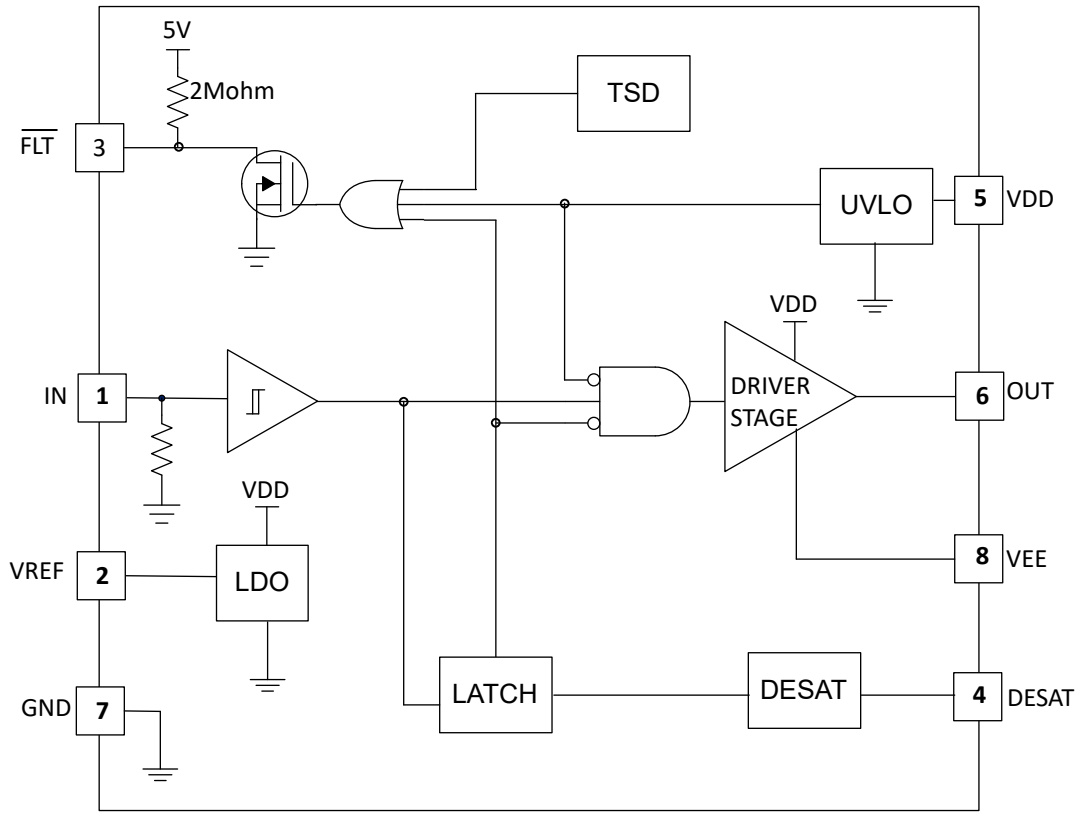 5V
2Mohm
TSD
FLT
3
UVLO
5
VDD
VDD
IN
1
DRIVER
STAGE
6
OUT
VDD
VREF
2
LDO
8
VEE
GND
7
LATCH
DESAT
4
DESAT